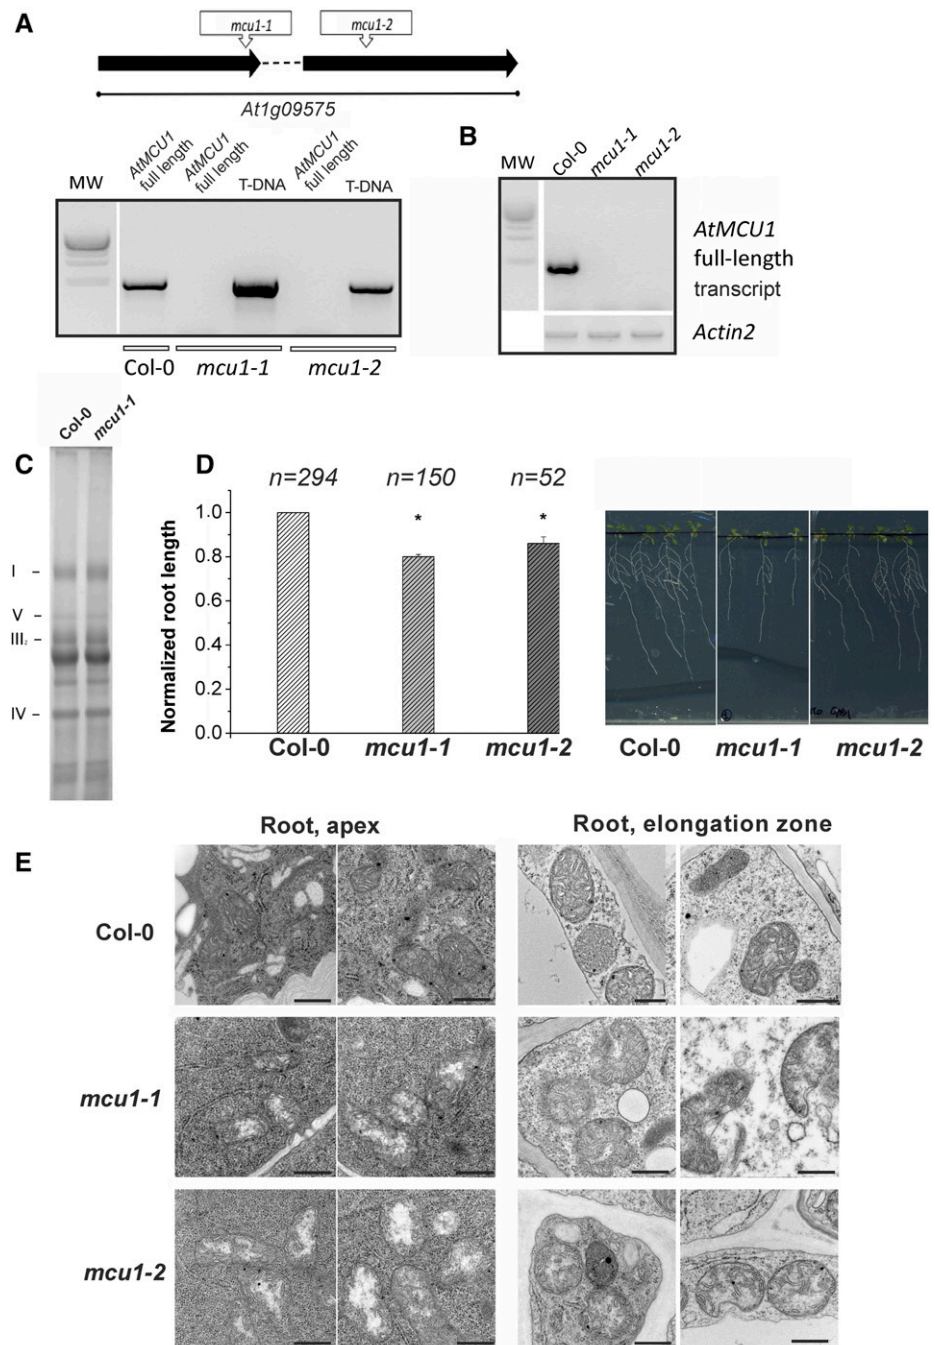 A
mcu1-1
mcu1-2
At1g09575
MW
AtMCU1
full length
AtMCU1
full length
T-DNA
AtMCU1
full length
T-DNA
Col-0
mcu1-1
mcu1-2
B
MW
Col-0
mcu1-1
mcu1-2
AtMCU1
full-length
transcript
Actin2
C
Col-0
mcu1-1
I
V
III₂
IV
D
n=294
n=150
n=52
Normalized root length
1.0
0.8
0.6
0.4
0.2
0.0
*
*
Col-0
mcu1-1
mcu1-2
Col-0
mcu1-1
mcu1-2
E
Root, apex
Root, elongation zone
Col-0
mcu1-1
mcu1-2